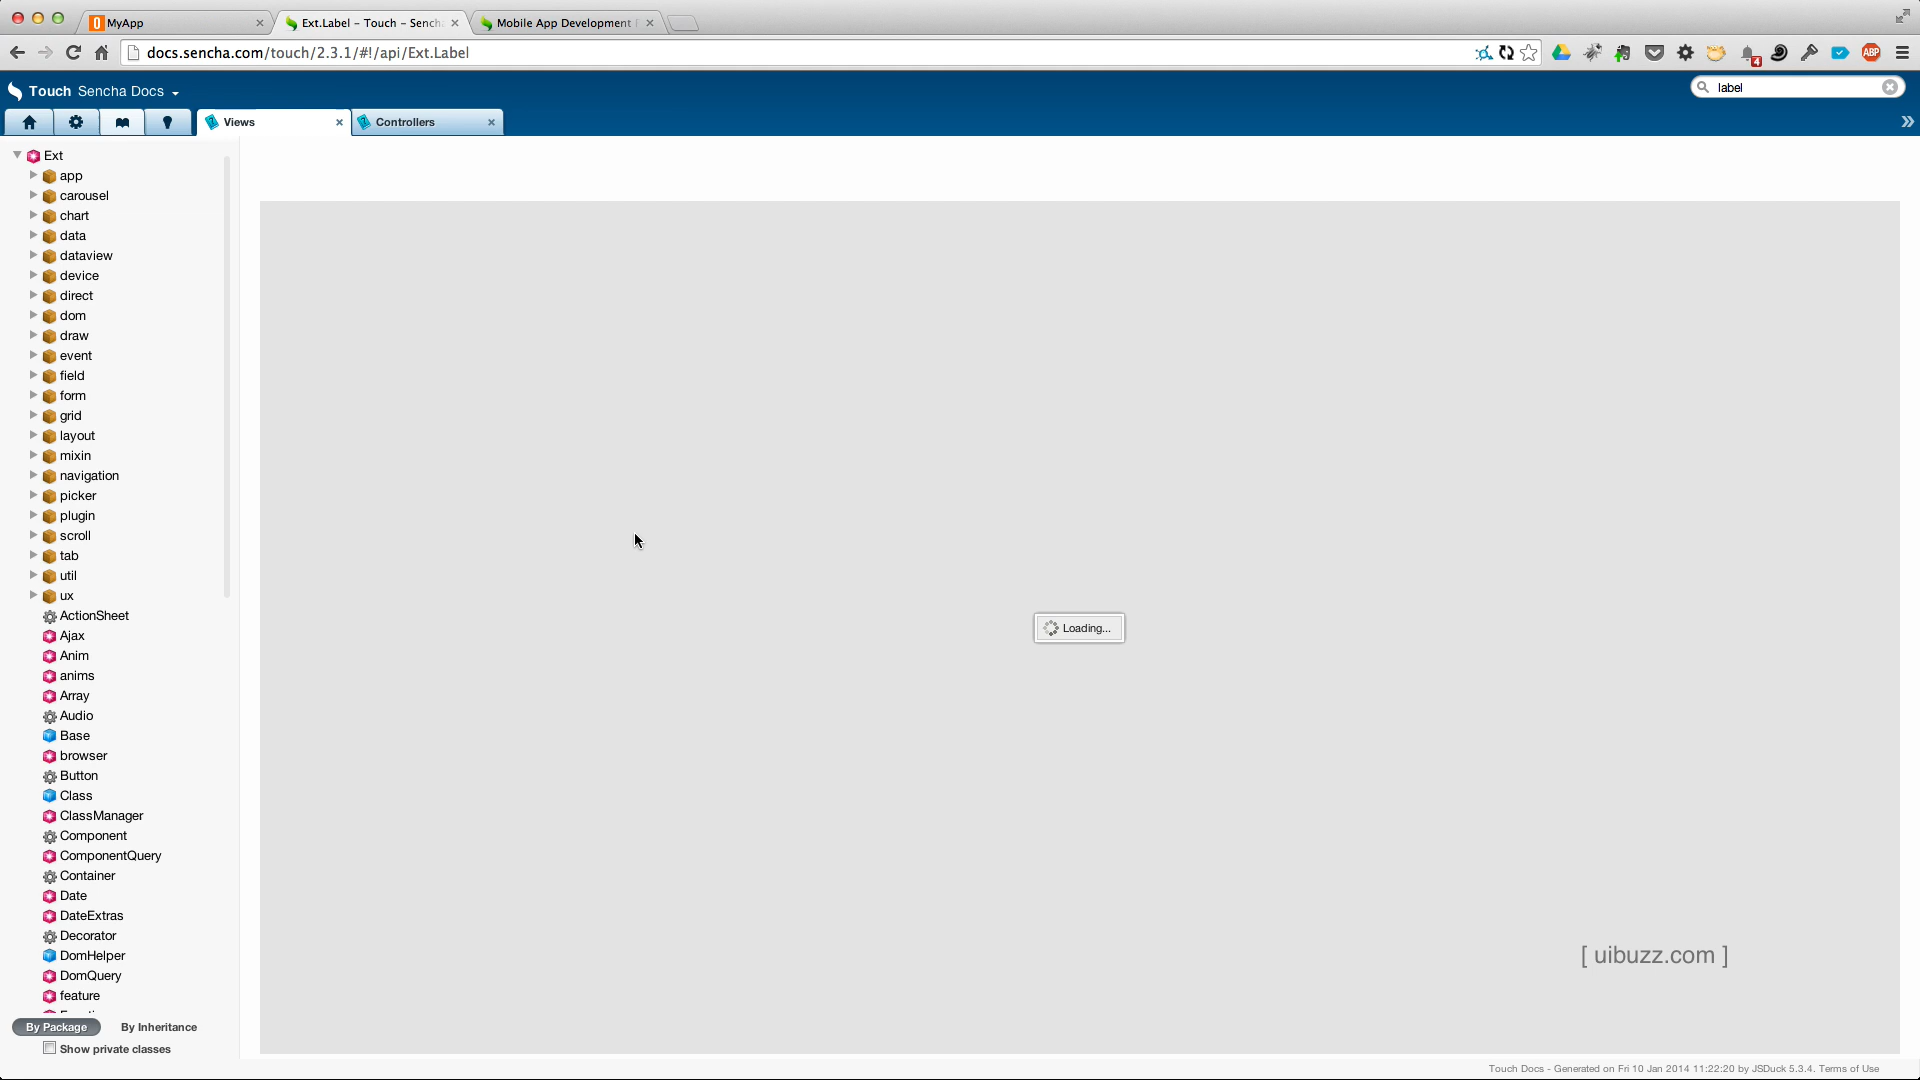 MyApp
Ext.Label – Touch – Sench
Mobile App Development
docs.sencha.com/touch/2.3.1/#!/api/Ext.Label
4
ABP
Touch Sencha Docs
label
Views
Controllers
Ext
app
carousel
chart
data
dataview
device
direct
dom
draw
event
field
form
grid
layout
mixin
navigation
picker
plugin
scroll
tab
util
ux
ActionSheet
Ajax
Anim
anims
Array
Audio
Base
browser
Button
Class
ClassManager
Component
ComponentQuery
Container
Date
DateExtras
Decorator
DomHelper
DomQuery
feature
Loading...
[ uibuzz.com ]
By Package
By Inheritance
Show private classes
Touch Docs - Generated on Fri 10 Jan 2014 11:22:20 by JSDuck 5.3.4. Terms of Use